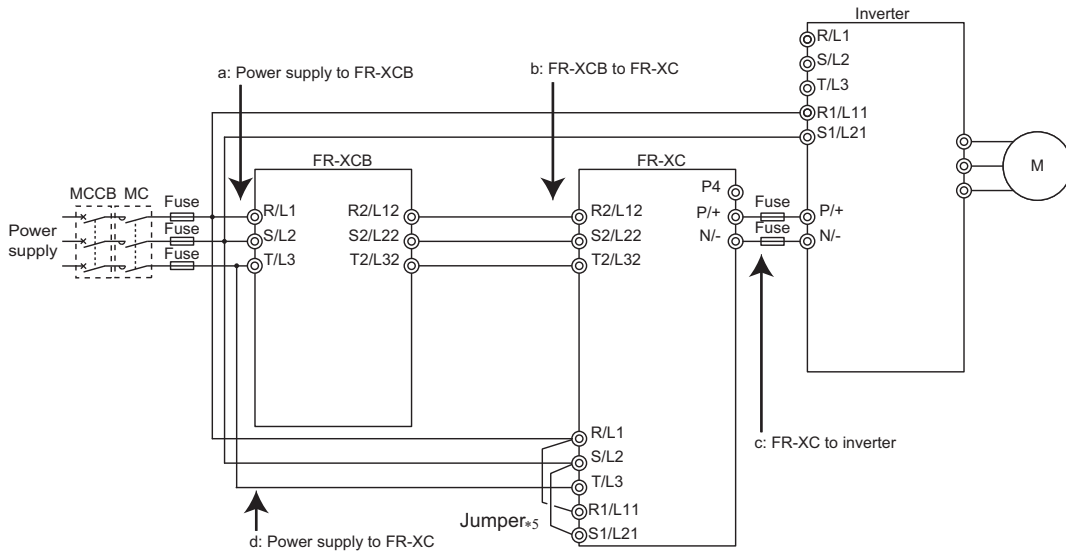 Inverter
R/L1
S/L2
T/L3
R1/L11
S1/L21
a: Power supply to FR-XCB
b: FR-XCB to FR-XC
FR-XCB
FR-XC
M
MCCB
MC
Fuse
Fuse
Fuse
Power
supply
R/L1
S/L2
T/L3
R2/L12
S2/L22
T2/L32
R2/L12
S2/L22
T2/L32
P4
P/+
N/-
Fuse
Fuse
P/+
N/-
c: FR-XC to inverter
R/L1
S/L2
T/L3
R1/L11
S1/L21
Jumper*5
d: Power supply to FR-XC